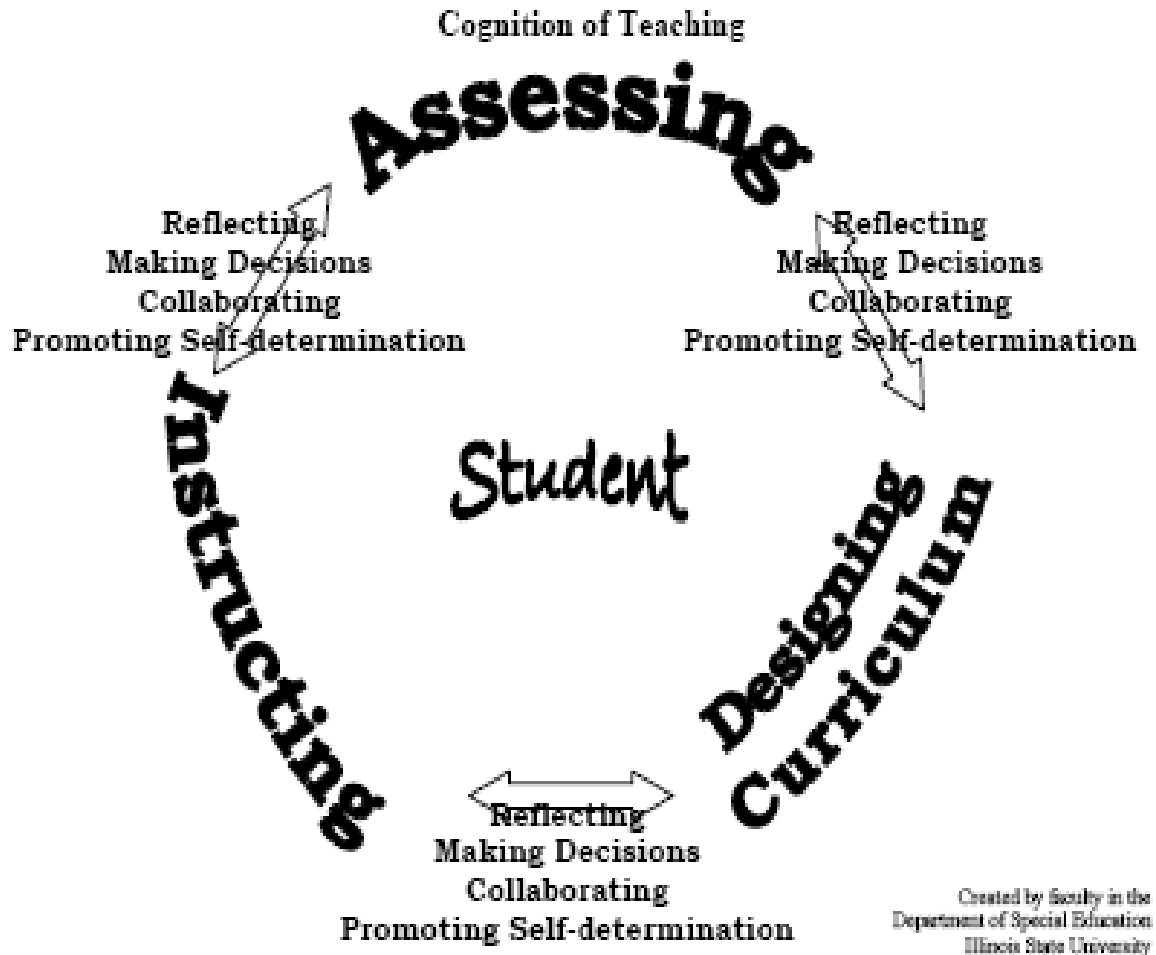 Cognition of Teaching
Assessing
Reflecting
Making Decisions
Collaborating
Promoting Self-determination
Reflecting
Making Decisions
Collaborating
Promoting Self-determination
Instructing
Student
Designing
Curriculum
Reflecting
Making Decisions
Collaborating
Promoting Self-determination
Created by faculty in the
Department of Special Education
Illinois State University